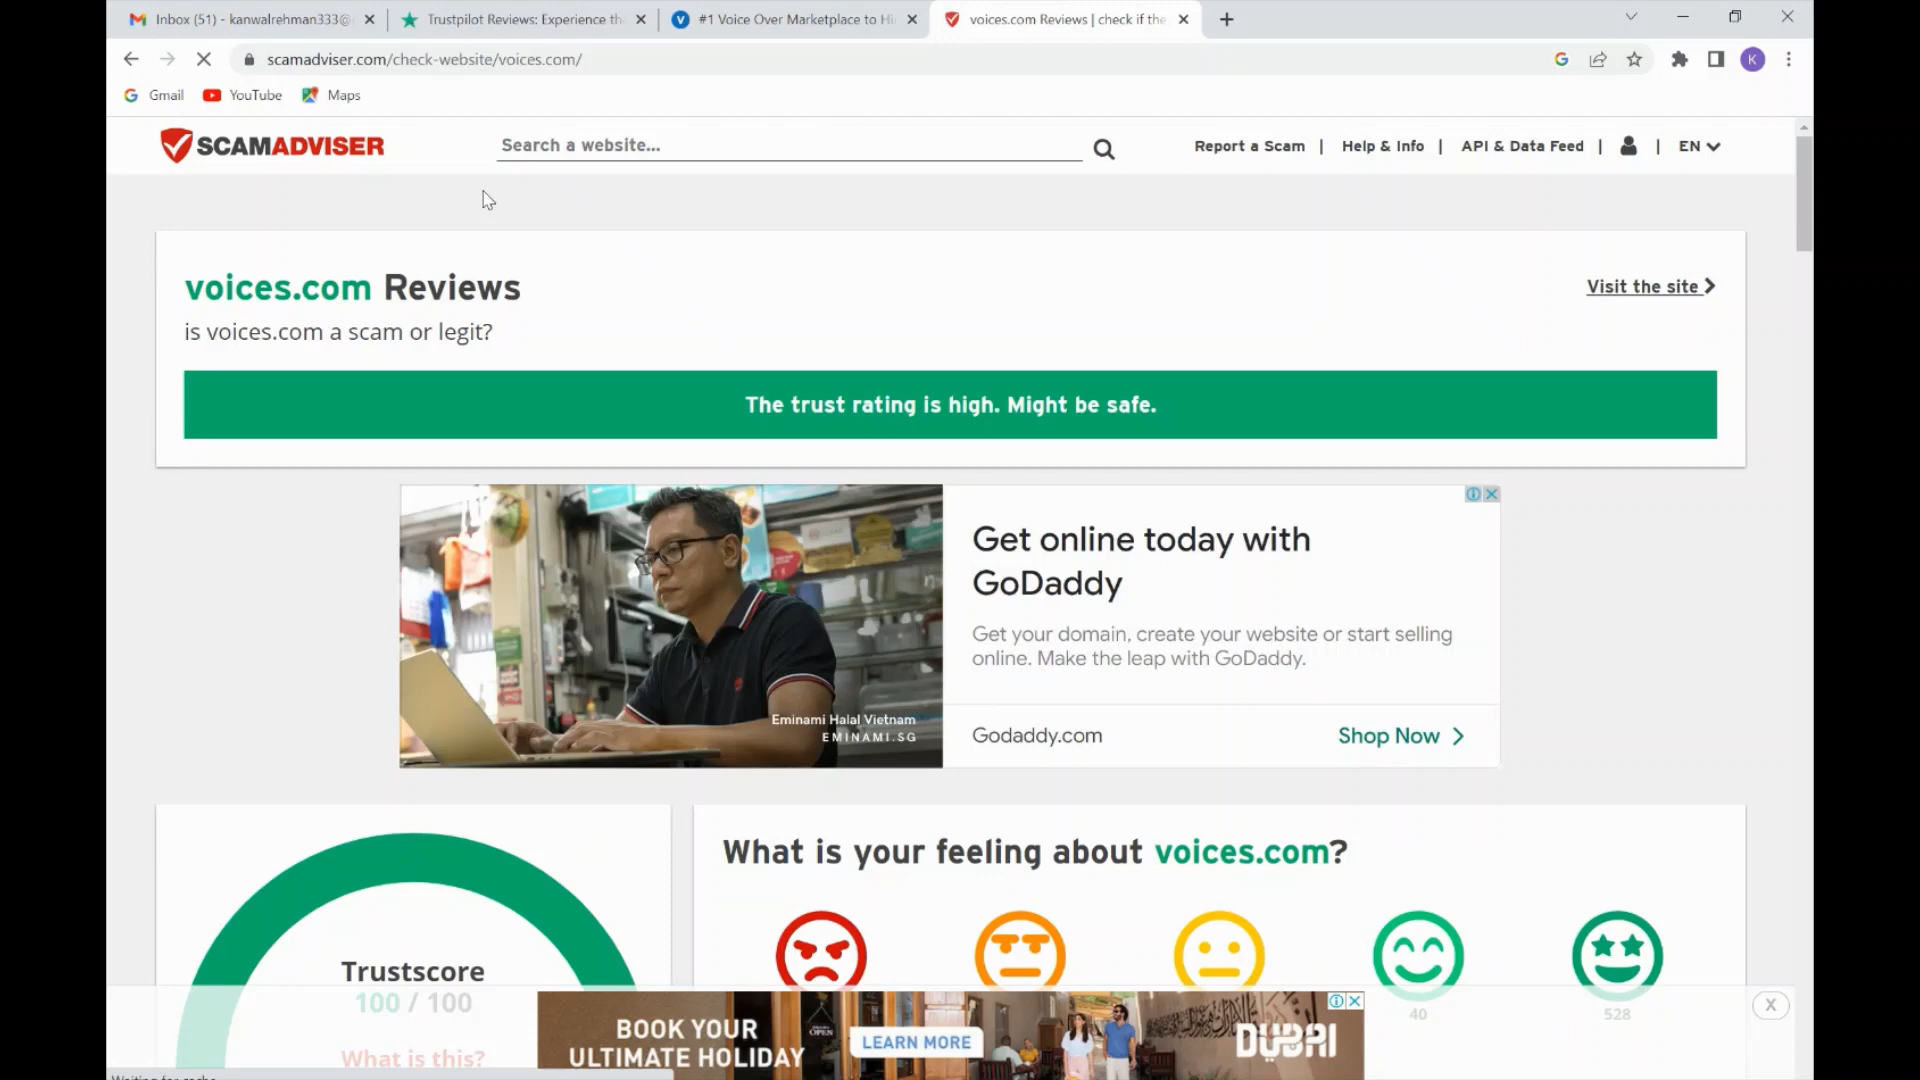 Inbox (51) - kanwalrehman333@
Trustpilot Reviews: Experience th
#1 Voice Over Marketplace to Hi
voices.com Reviews | check if the
scamadviser.com/check-website/voices.com/
K
Gmail
YouTube
Maps
SCAMADVISER
Search a website...
Report a Scam |
Help & Info |
API & Data Feed |
|
EN
voices.com Reviews
Visit the site
is voices.com a scam or legit?
The trust rating is high. Might be safe.
Get online today with
GoDaddy
Get your domain, create your website or start selling
online. Make the leap with GoDaddy.
Eminami Halal Vietnam
EMINAMI.SG
Godaddy.com
Shop Now
What is your feeling about voices.com?
Trustscore
100 / 100
What is this?
BOOK YOUR
ULTIMATE HOLIDAY
OPEN
LEARN MORE
DUBAI
40
528
X